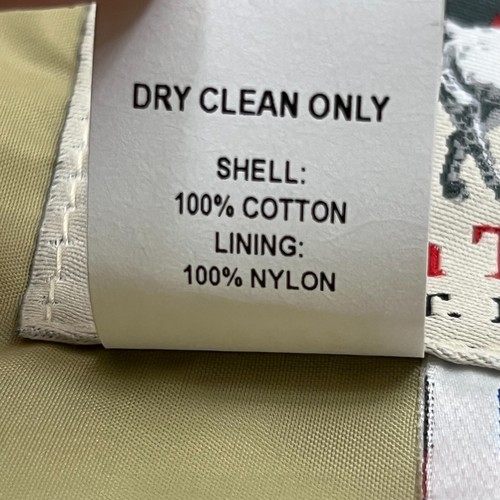 DRY CLEAN ONLY
SHELL:
100% COTTON
LINING:
100% NYLON